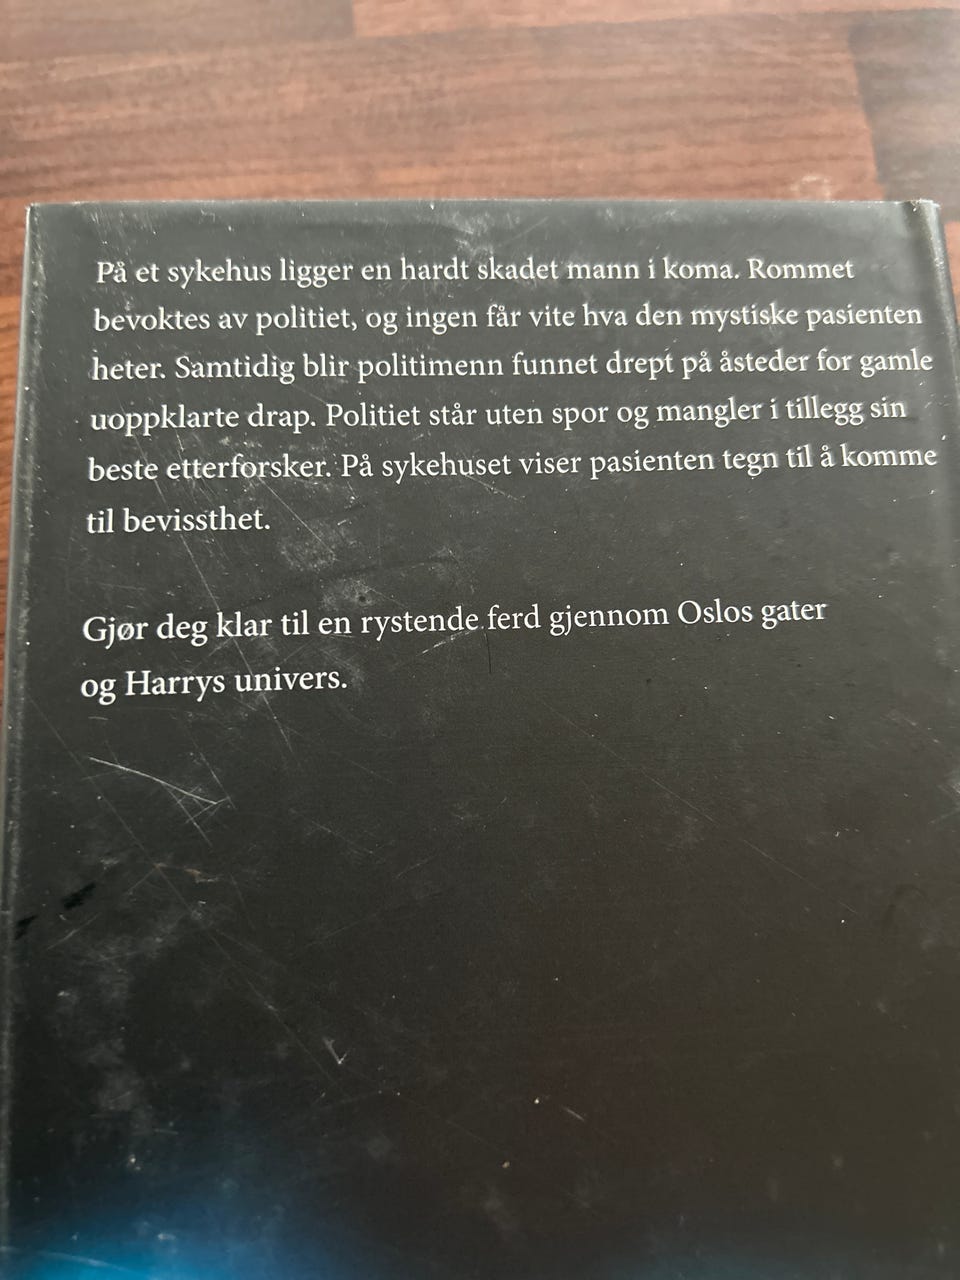 På et sykehus ligger en hardt skadet mann i koma. Rommet
bevoktes av politiet, og ingen får vite hva den mystiske pasienten
heter. Samtidig blir politimenn funnet drept på åsteder for gamle
uoppklarte drap. Politiet står uten spor og mangler i tillegg sin
beste etterforsker. På sykehuset viser pasienten tegn til å komme
til bevissthet.
Gjør deg klar til en rystende ferd gjennom Oslos gater
og Harrys univers.